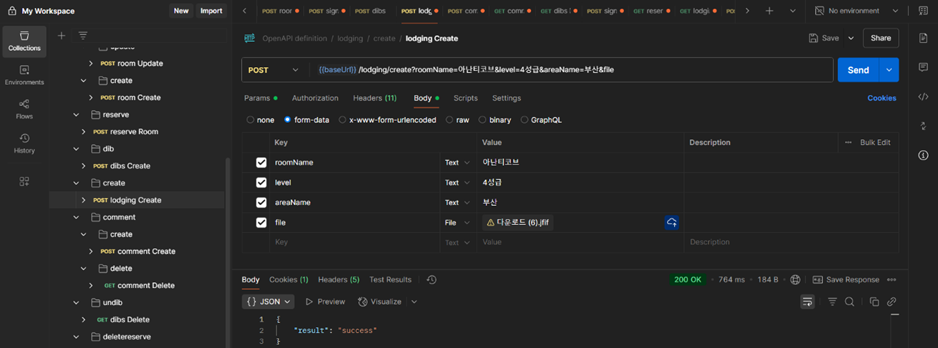 My Workspace New Import
POST roo POST sign POST dibs POST lodg POST com GET com GET dibs POST sign GET rese GET lodgi POS No environment
Collections
Environments
Flows
History
update
POST room Update
create
POST room Create
reserve
POST reserve Room
dib
POST dibs Create
create
POST lodging Create
comment
create
POST comment Create
delete
GET comment Delete
undib
GET dibs Delete
deletereserve
OpenAPI definition / lodging / create / lodging Create Save Share
POST {{baseUrl}} /lodging/create?roomName=아난티코브&level=4성급&areaName=부산&file Send
Params Authorization Headers (11) Body Scripts Settings Cookies
none form-data x-www-form-urlencoded raw binary GraphQL
Key Value Description Bulk Edit
roomName Text 아난티코브
level Text 4성급
areaName Text 부산
file File 다운로드 (6).jfif
Key Text Value Description
Body Cookies (1) Headers (5) Test Results 200 OK 764 ms 184 B Save Response
{} JSON Preview Visualize
1 {
2 "result": "success"
3 }